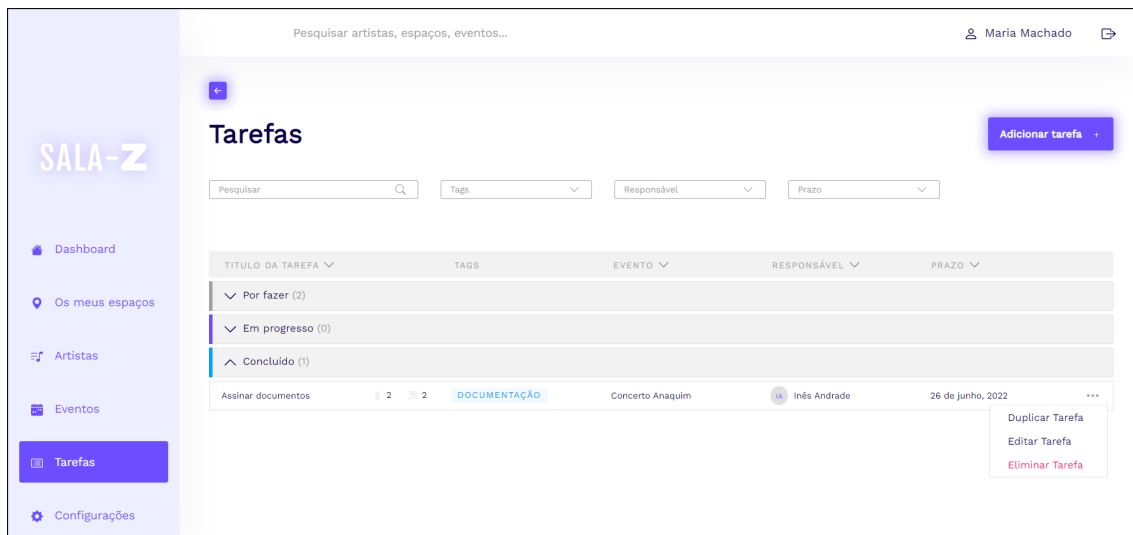 Pesquisar artistas, espaços, eventos...
Maria Machado
SALA-Z
Tarefas
Adicionar tarefa +
Pesquisar
Tags
Responsável
Prazo
Dashboard
Os meus espaços
Artistas
Eventos
Tarefas
Configurações
TITULO DA TAREFA TAGS EVENTO RESPONSÁVEL PRAZO
Por fazer (2)
Em progresso (0)
Concluído (1)
Assinar documentos 2 2 DOCUMENTAÇÃO Concerto Anaquim IA Inês Andrade 26 de junho, 2022 ...
Duplicar Tarefa
Editar Tarefa
Eliminar Tarefa